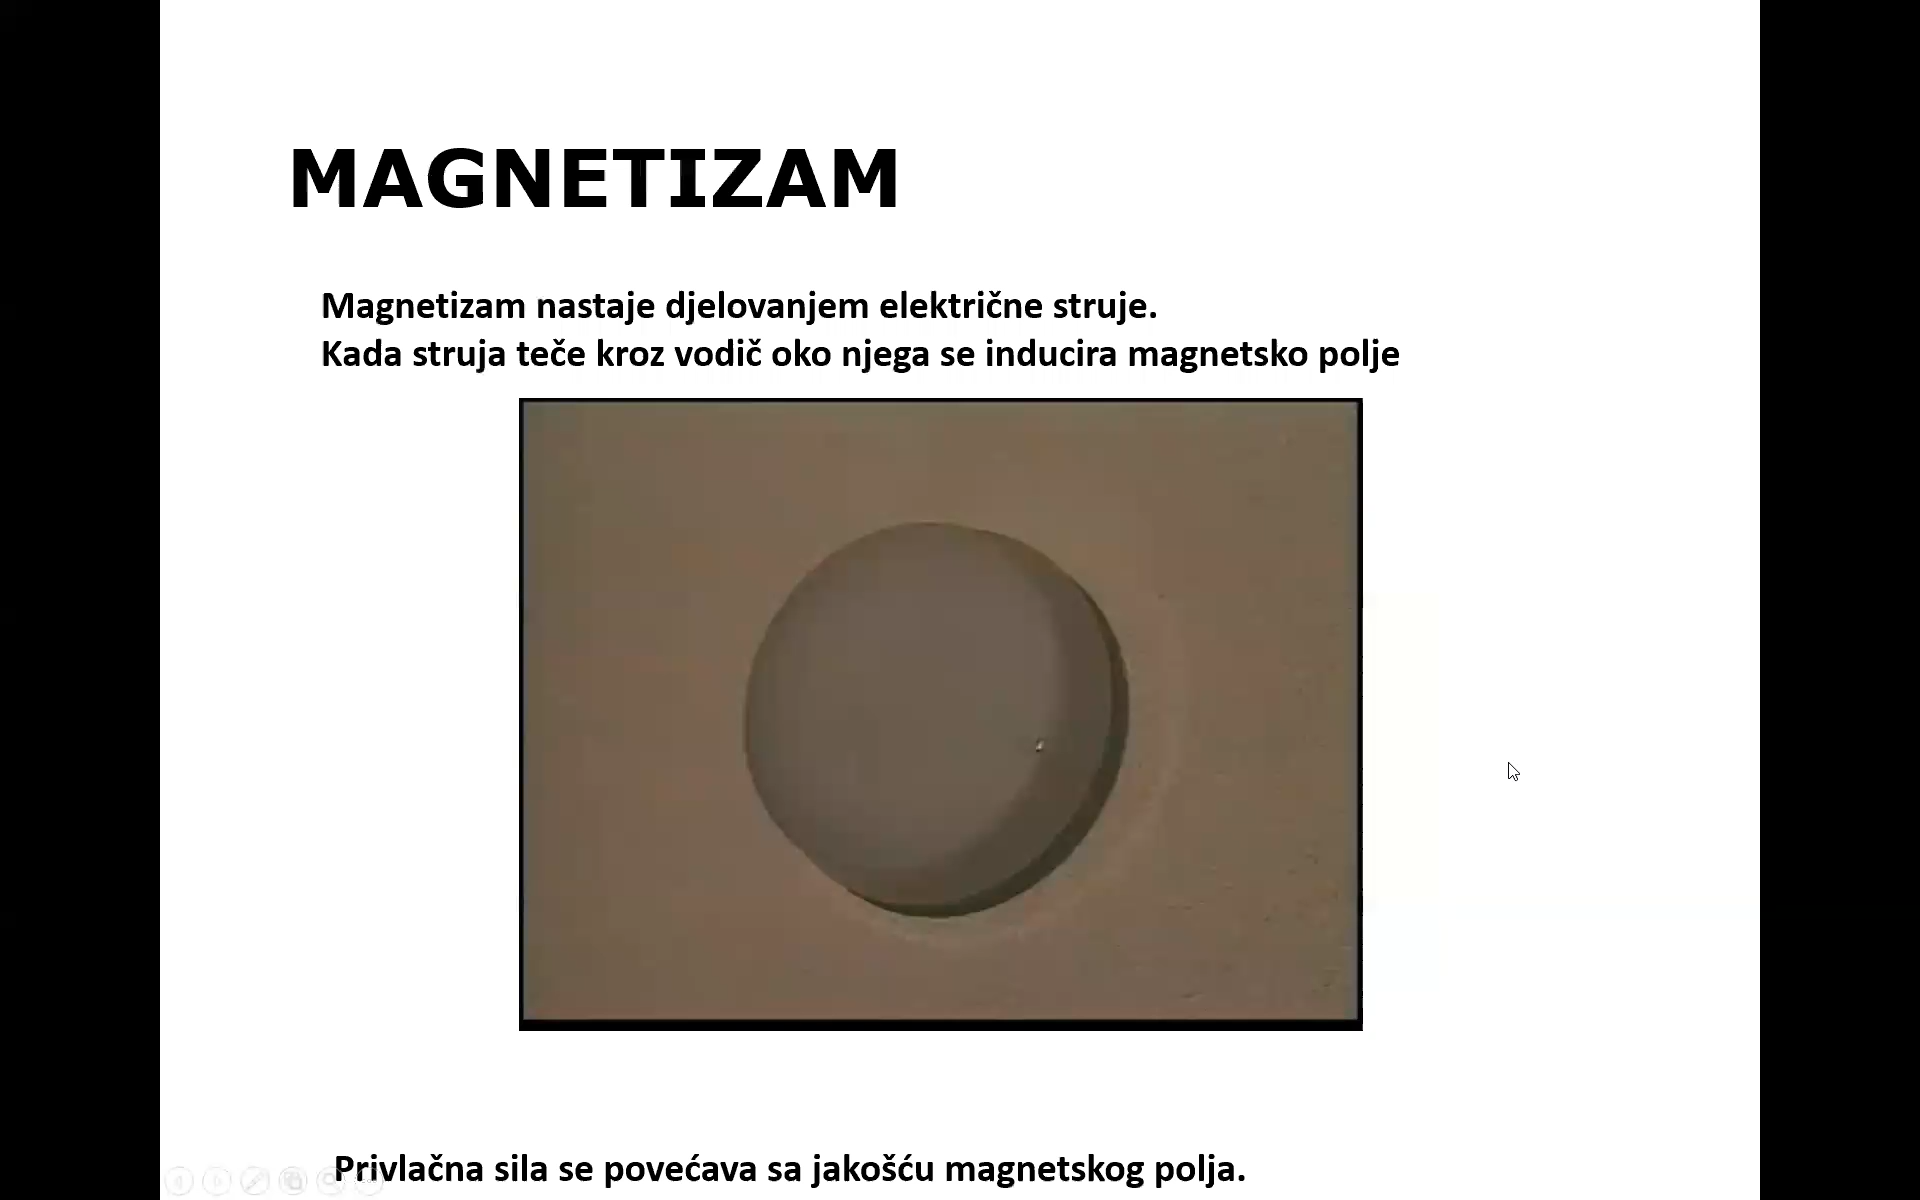 MAGNETIZAM
Magnetizam nastaje djelovanjem električne struje.
Kada struja teče kroz vodič oko njega se inducira magnetsko polje
Privlačna sila se povećava sa jakošću magnetskog polja.